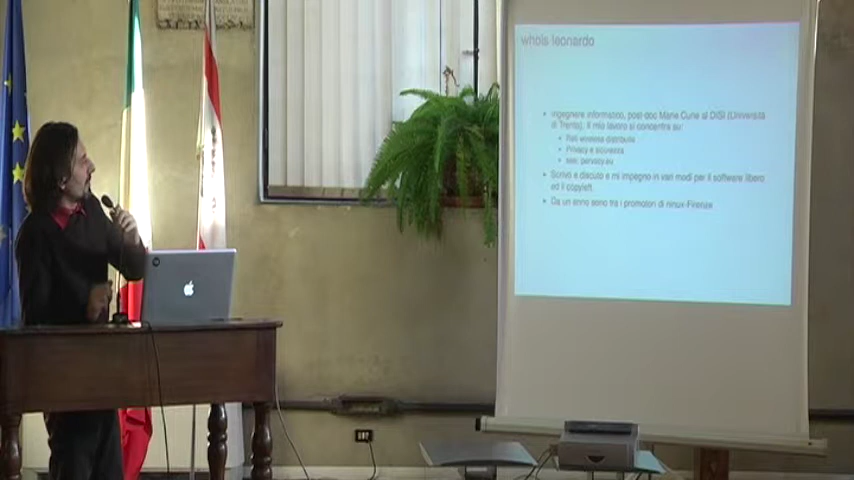 whois leonardo
Ingegnere informatico, post-doc Marie Curie al DISI (Università
di Trento). Il mio lavoro si concentra su:
Reti wireless distribuite
Privacy e sicurezza
Scrivo e discuto e mi impegno in vari modi per il software libero
ed il copyleft.
Da un anno sono tra i promotori di ninux-Firenze